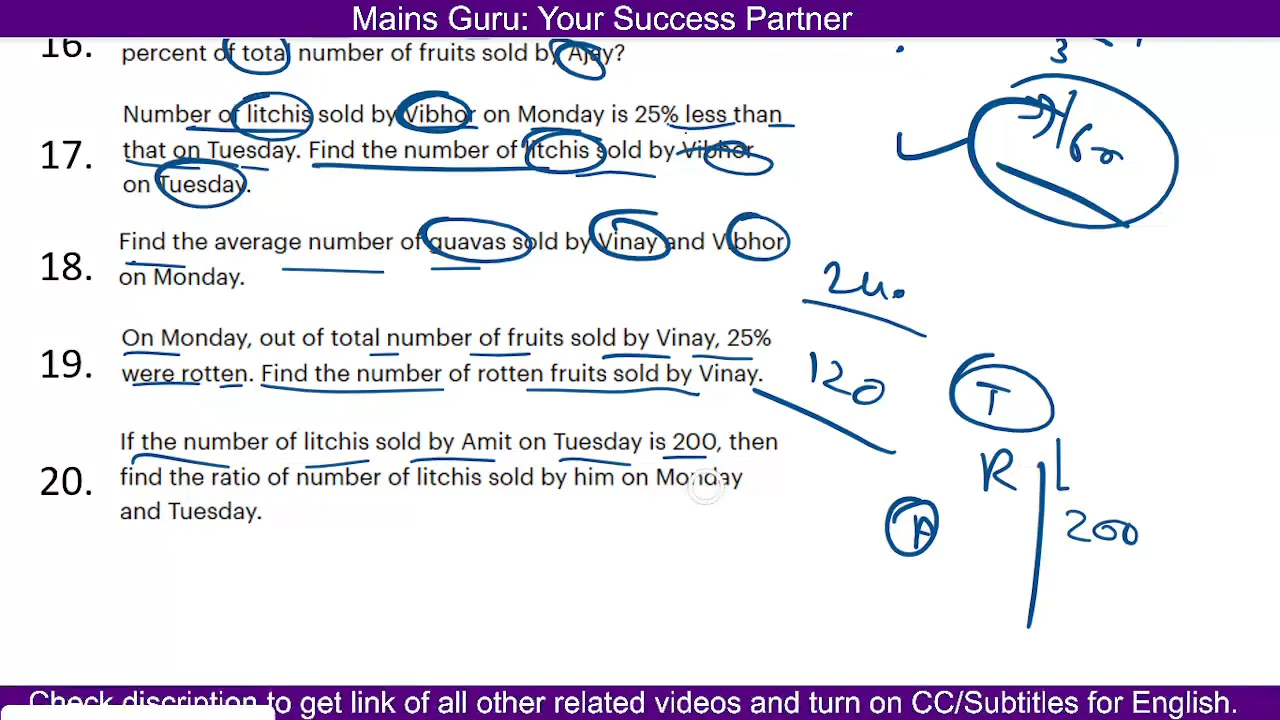 Mains Guru: Your Success Partner
16.
percent of total number of fruits sold by Ajay?
3
Number of litchis sold by Vibhor on Monday is 25% less than
17.
that on Tuesday. Find the number of litchis sold by Vibhor
on Tuesday.
Find the average number of guavas sold by Vinay and Vibhor
18.
on Monday.
24.
On Monday, out of total number of fruits sold by Vinay, 25%
19.
were rotten. Find the number of rotten fruits sold by Vinay.
120
T
If the number of litchis sold by Amit on Tuesday is 200, then
20.
find the ratio of number of litchis sold by him on Monday
and Tuesday.
R L
A
200
Check discription to get link of all other related videos and turn on CC/Subtitles for English.